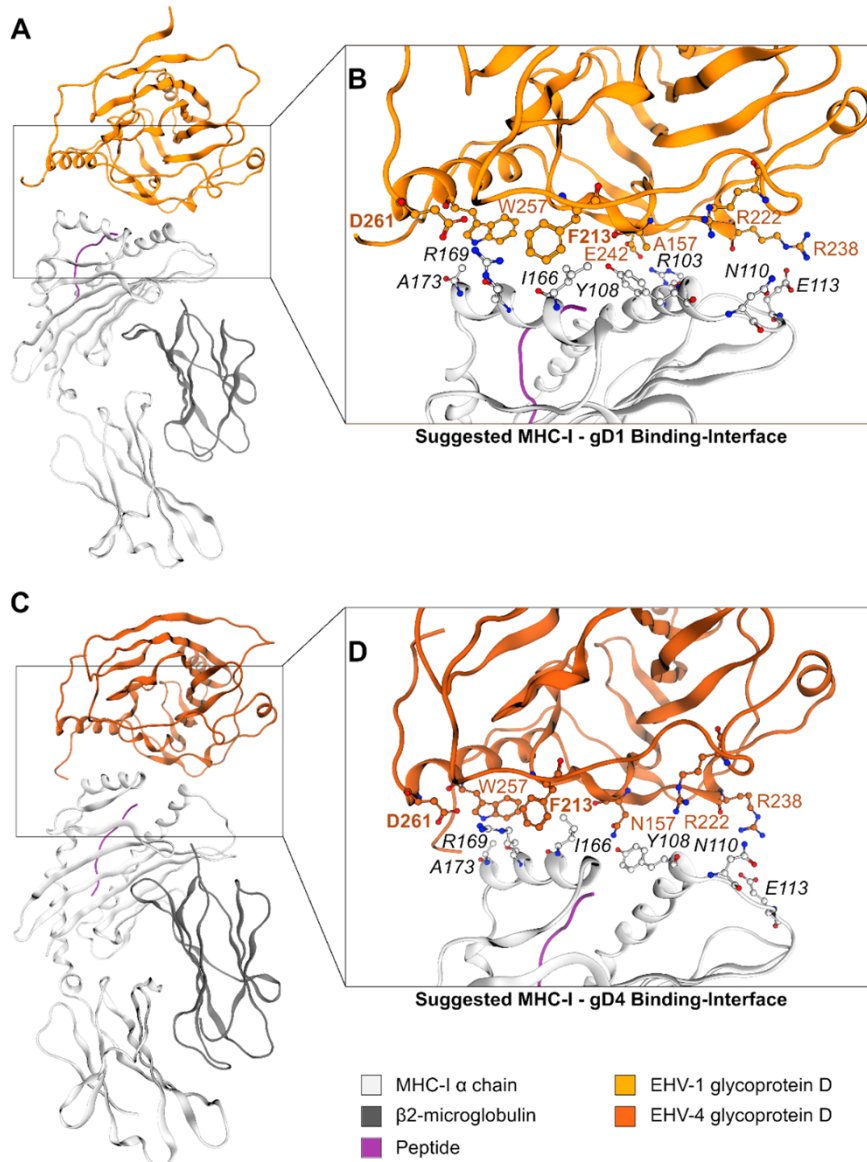 A
B
W257
D261
F213
R222
E242
A157
R238
R169
R103
A173
I166
Y108
N110
E113
Suggested MHC-I - gD1 Binding-Interface
C
D
W257
F213
D261
N157
R222
R238
R169
I166
Y108
N110
A173
E113
Suggested MHC-I - gD4 Binding-Interface
MHC-I α chain
EHV-1 glycoprotein D
β2-microglobulin
EHV-4 glycoprotein D
Peptide